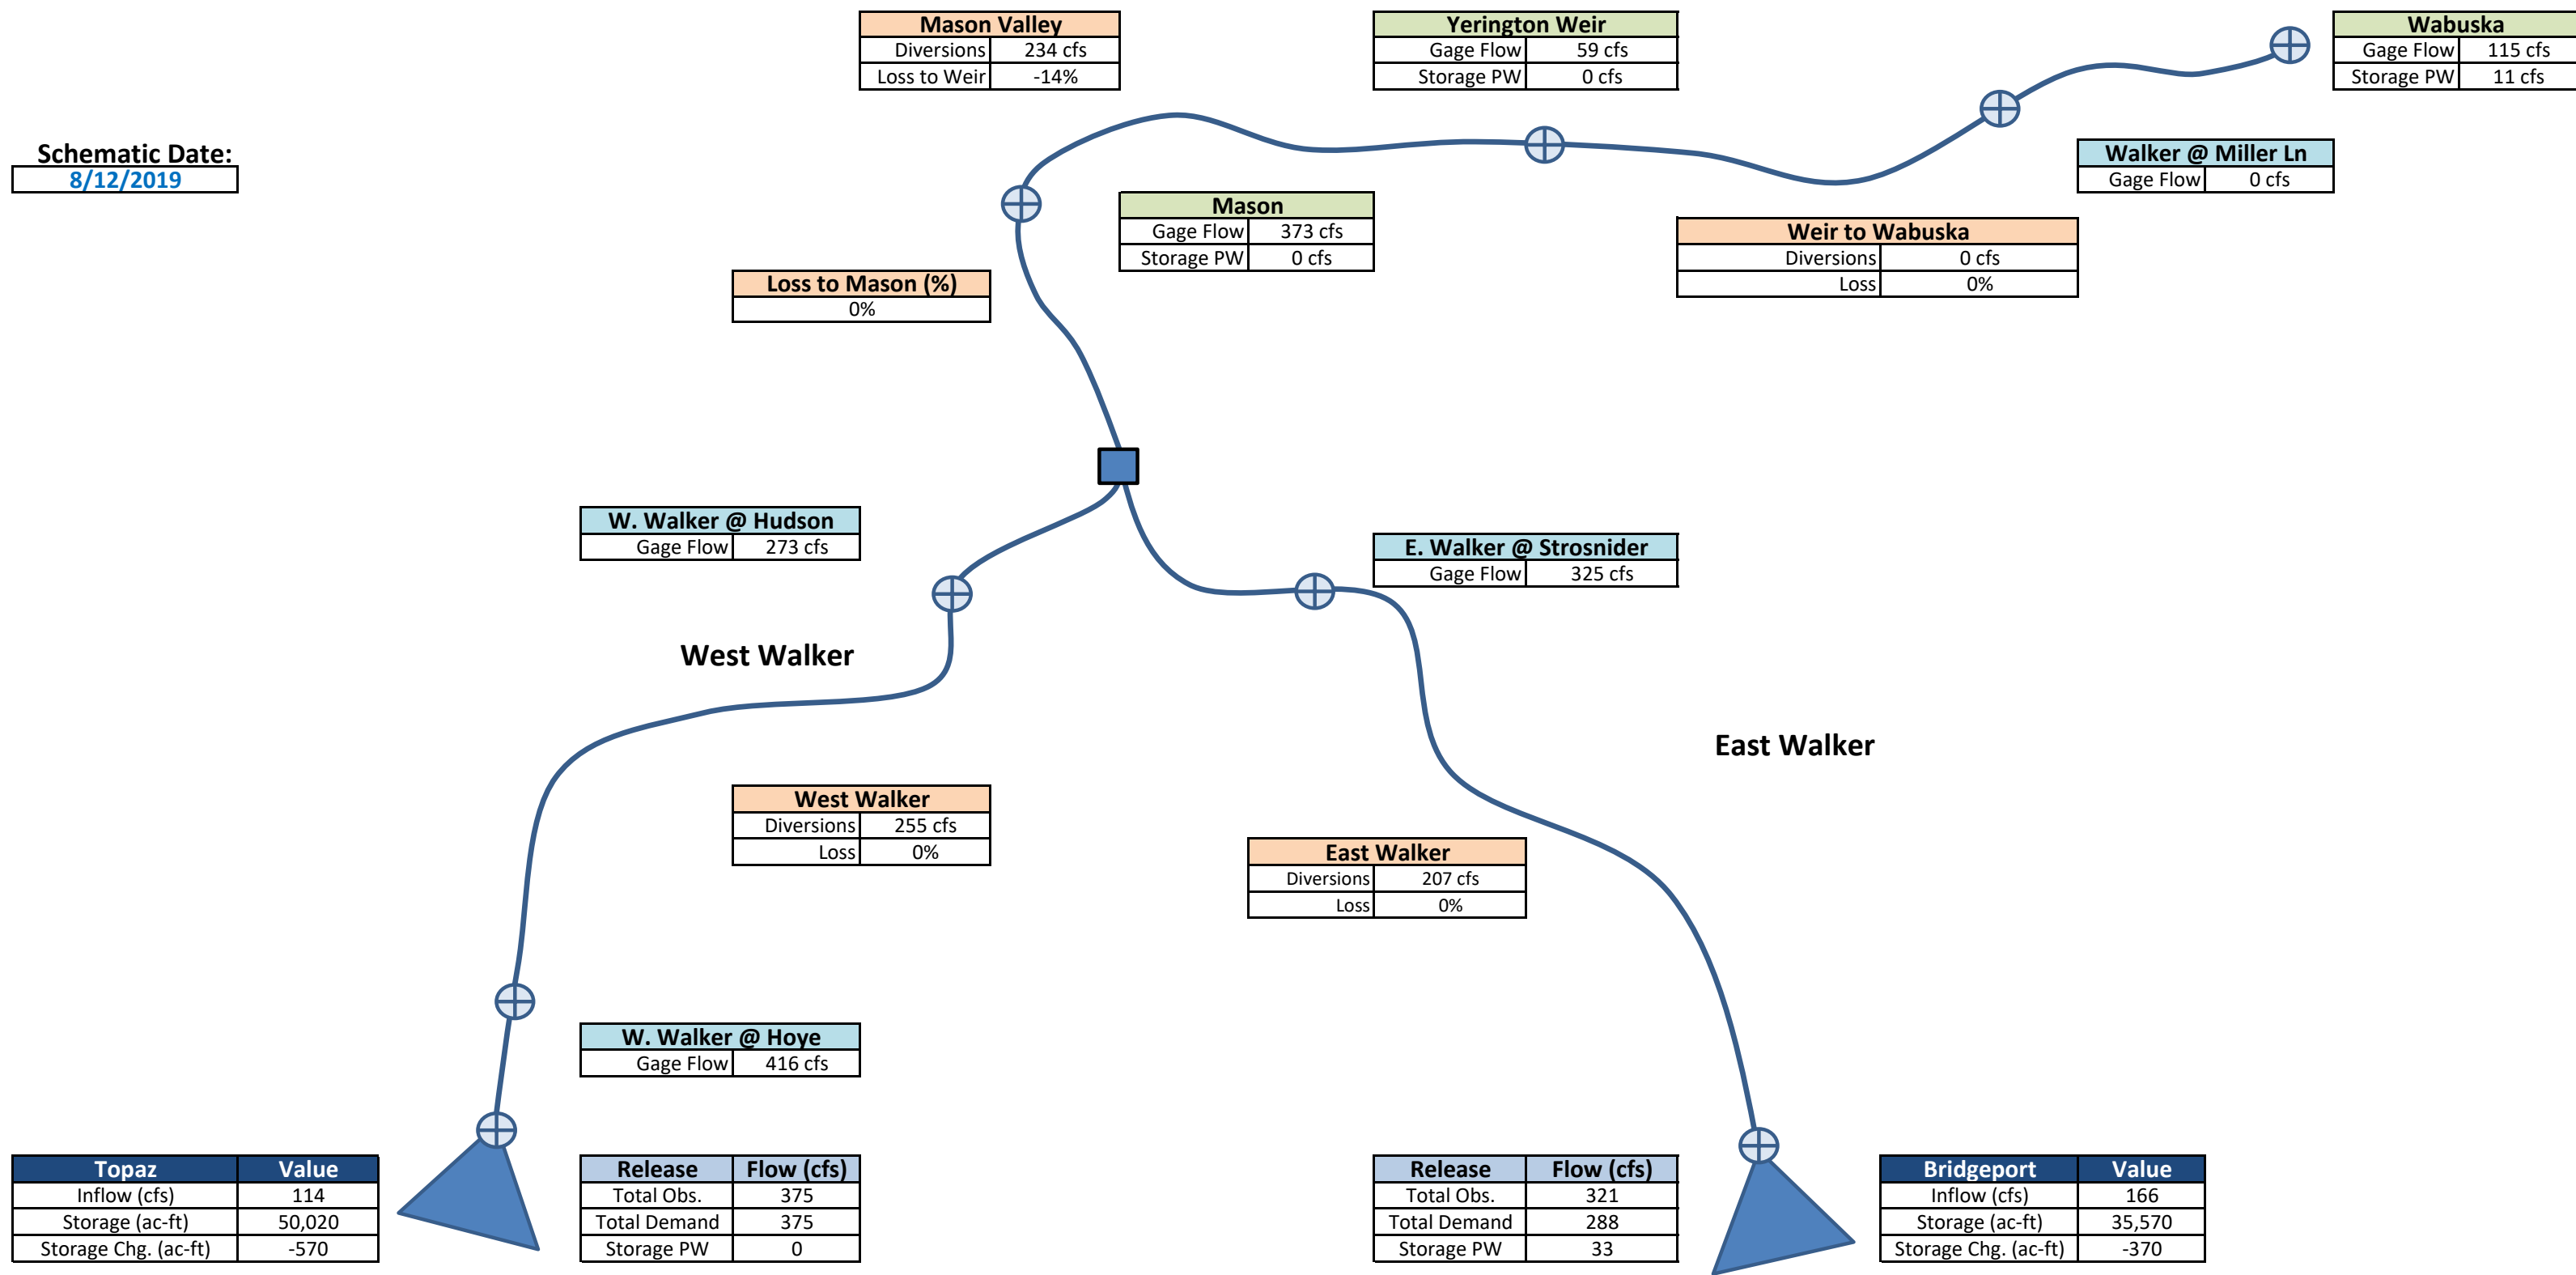 Mason Valley
Diversions 234 cfs
Loss to Weir -14%
Yerington Weir
Gage Flow 59 cfs
Storage PW 0 cfs
Wabuska
Gage Flow 115 cfs
Storage PW 11 cfs
Schematic Date:
8/12/2019
Walker @ Miller Ln
Gage Flow 0 cfs
Mason
Gage Flow 373 cfs
Storage PW 0 cfs
Weir to Wabuska
Diversions 0 cfs
Loss 0%
Loss to Mason (%)
0%
W. Walker @ Hudson
Gage Flow 273 cfs
E. Walker @ Strosnider
Gage Flow 325 cfs
West Walker
East Walker
West Walker
Diversions 255 cfs
Loss 0%
East Walker
Diversions 207 cfs
Loss 0%
W. Walker @ Hoye
Gage Flow 416 cfs
Topaz Value
Inflow (cfs) 114
Storage (ac-ft) 50,020
Storage Chg. (ac-ft) -570
Release Flow (cfs)
Total Obs. 375
Total Demand 375
Storage PW 0
Release Flow (cfs)
Total Obs. 321
Total Demand 288
Storage PW 33
Bridgeport Value
Inflow (cfs) 166
Storage (ac-ft) 35,570
Storage Chg. (ac-ft) -370